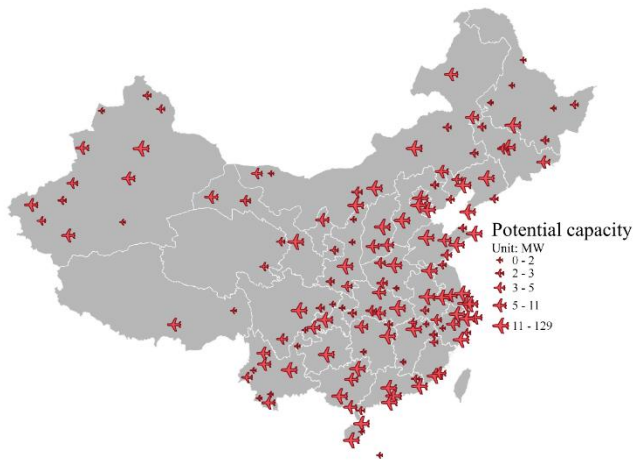 Potential capacity
Unit: MW
0 - 2
2 - 3
3 - 5
5 - 11
11 - 129